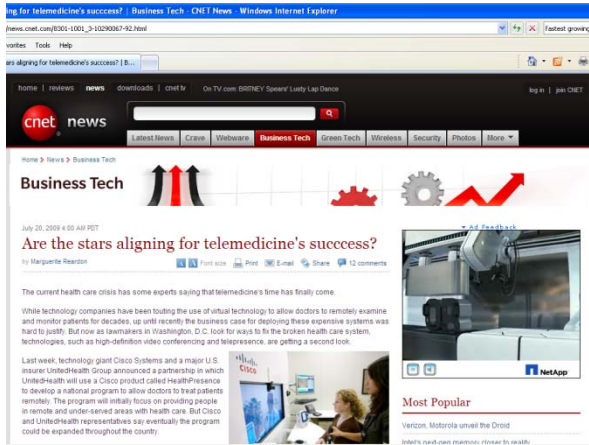 ng for telemedicine's succcess? | Business Tech - CNET News - Windows Internet Explorer
/news.cnet.com/8301-1001_3-10290067-92.html
fastest growing
vorites Tools Help
ars aligning for telemedicine's succcess? | B...
home | reviews news downloads | cnet tv On TV.com: BRITNEY Spears' Lusty Lap Dance log in | join CNET
cnet news
Latest News Crave Webware Business Tech Green Tech Wireless Security Photos More
Home > News > Business Tech
Business Tech
July 20, 2009 4:00 AM PDT
Ad Feedback
Are the stars aligning for telemedicine's succcess?
by Marguerite Reardon
A A Font size Print E-mail Share 12 comments
The current health care crisis has some experts saying that telemedicine's time has finally come.
While technology companies have been touting the use of virtual technology to allow doctors to remotely examine
and monitor patients for decades, up until recently the business case for deploying these expensive systems was
hard to justify. But now as lawmakers in Washington, D.C. look for ways to fix the broken health care system,
technologies, such as high-definition video conferencing and telepresence, are getting a second look.
Last week, technology giant Cisco Systems and a major U.S.
insurer UnitedHealth Group announced a partnership in which
UnitedHealth will use a Cisco product called HealthPresence
to develop a national program to allow doctors to treat patients
remotely. The program will initially focus on providing people
in remote and under-served areas with health care. But Cisco
and UnitedHealth representatives say eventually the program
could be expanded throughout the country.
CISCO
NetApp
Most Popular
Verizon, Motorola unveil the Droid
Intel's next-gen memory closer to reality